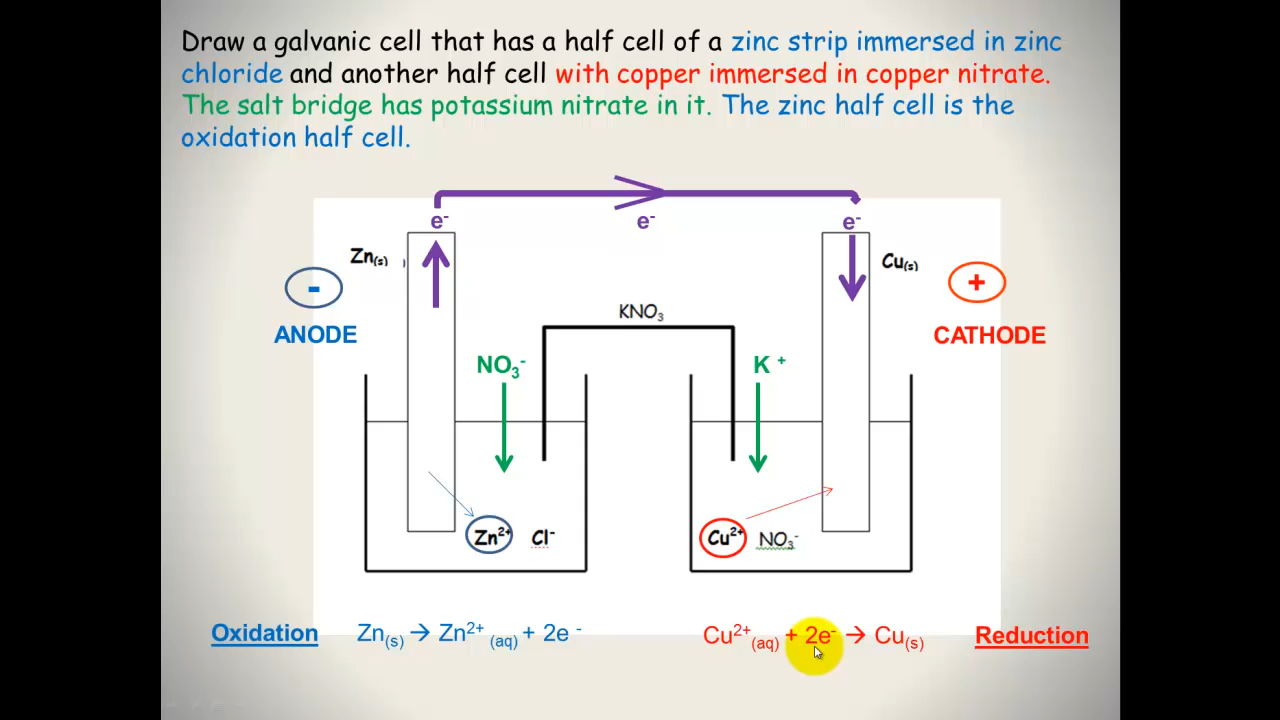 Draw a galvanic cell that has a half cell of a zinc strip immersed in zinc
chloride and another half cell with copper immersed in copper nitrate.
The salt bridge has potassium nitrate in it. The zinc half cell is the
oxidation half cell.
e⁻ e⁻ e⁻
Zn(s) Cu(s)
- +
ANODE CATHODE
KNO₃
NO₃⁻ K⁺
Zn²⁺ Cl⁻ Cu²⁺ NO₃⁻
Oxidation Zn(s) → Zn²⁺ (aq) + 2e⁻ Cu²⁺(aq) + 2e⁻ → Cu(s) Reduction